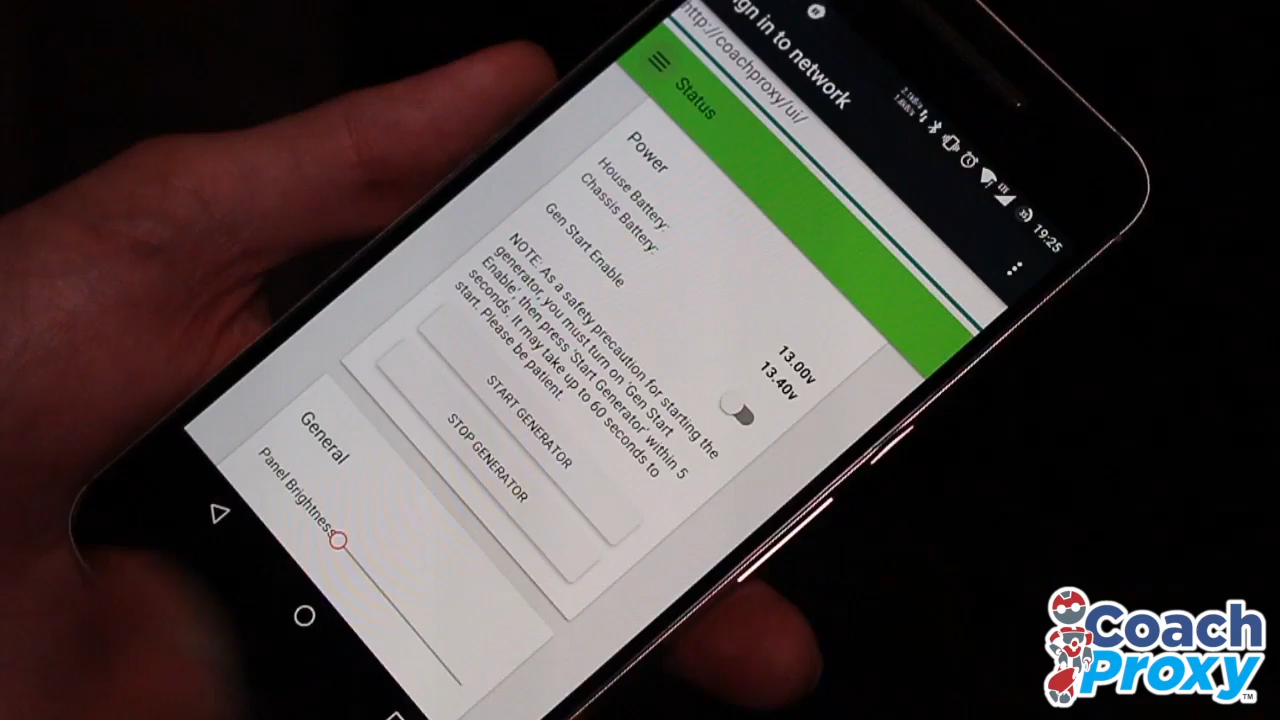 19:25
Sign in to network
http://coachproxy/ui/
Status
Power
House Battery: 13.00v
Chassis Battery: 13.40v
Gen Start Enable
NOTE: As a safety precaution for starting the
generator, you must turn on 'Gen Start
Enable', then press 'Start Generator' within 5
seconds. It may take up to 60 seconds to
start. Please be patient.
START GENERATOR
STOP GENERATOR
General
Panel Brightness
Coach
Proxy™